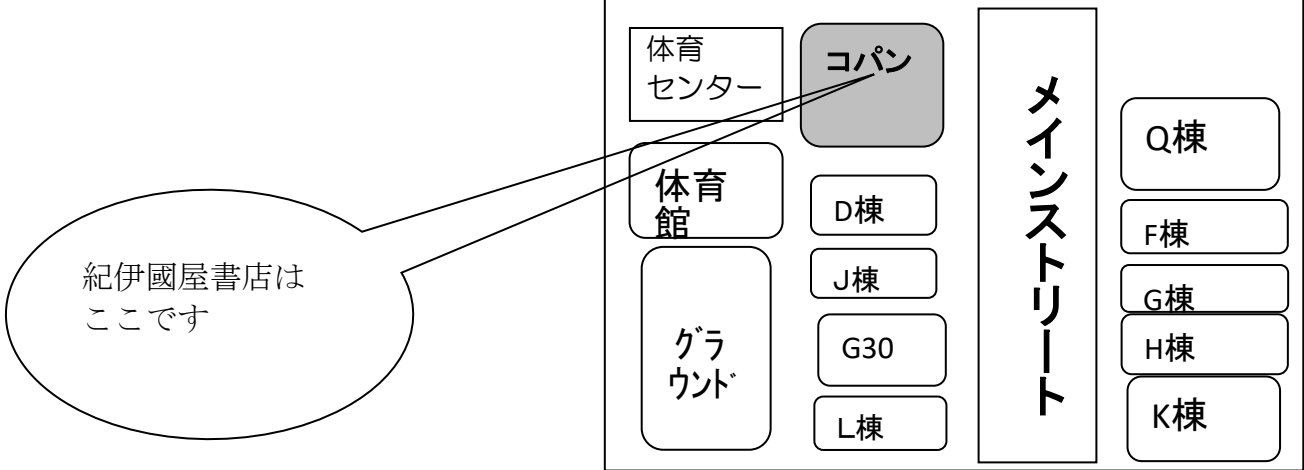 体育
センター
コパン
メインストリート
Q棟
体育
館
D棟
F棟
紀伊國屋書店は
ここです
J棟
G棟
グラ
ウンド
G30
H棟
L棟
K棟